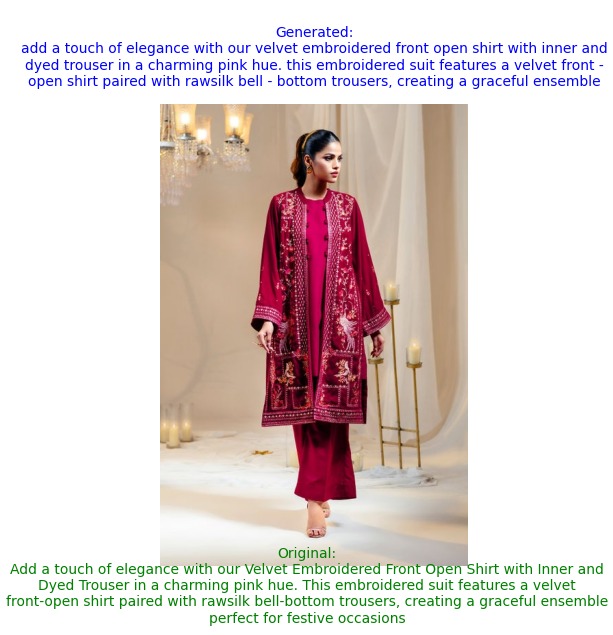 Generated:
add a touch of elegance with our velvet embroidered front open shirt with inner and
dyed trouser in a charming pink hue. this embroidered suit features a velvet front -
open shirt paired with rawsilk bell - bottom trousers, creating a graceful ensemble
Original:
Add a touch of elegance with our Velvet Embroidered Front Open Shirt with Inner and
Dyed Trouser in a charming pink hue. This embroidered suit features a velvet
front-open shirt paired with rawsilk bell-bottom trousers, creating a graceful ensemble
perfect for festive occasions